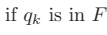 if $q_k$ is in $F$